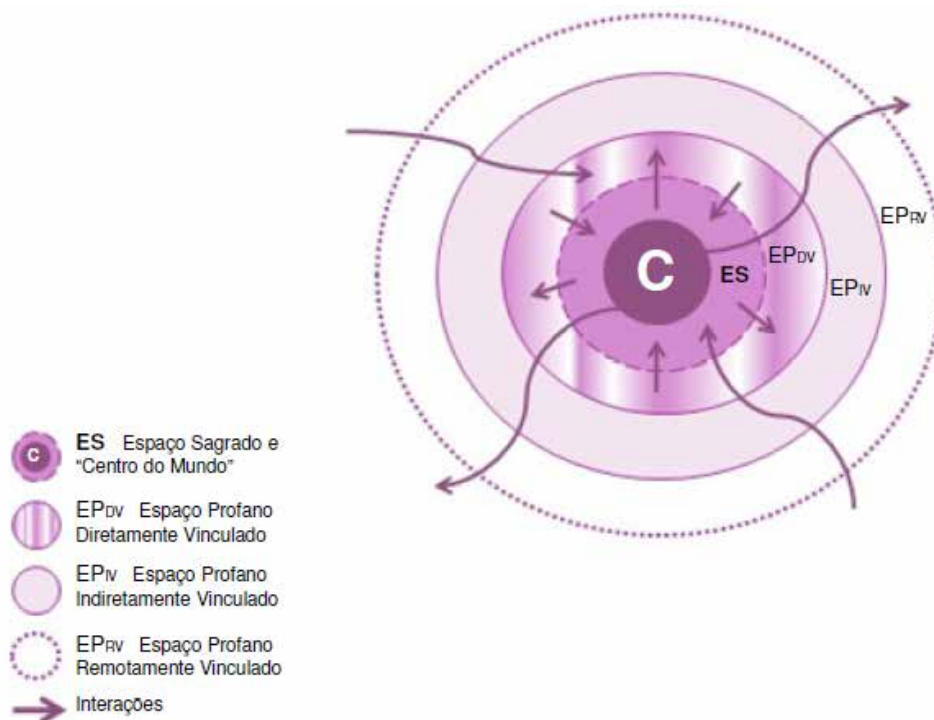 EPRV
C
ES
EPDV
EPIV
C
ES Espaço Sagrado e
“Centro do Mundo”
EPDV Espaço Profano
Diretamente Vinculado
EPIV Espaço Profano
Indiretamente Vinculado
EPRV Espaço Profano
Remotamente Vinculado
Interações